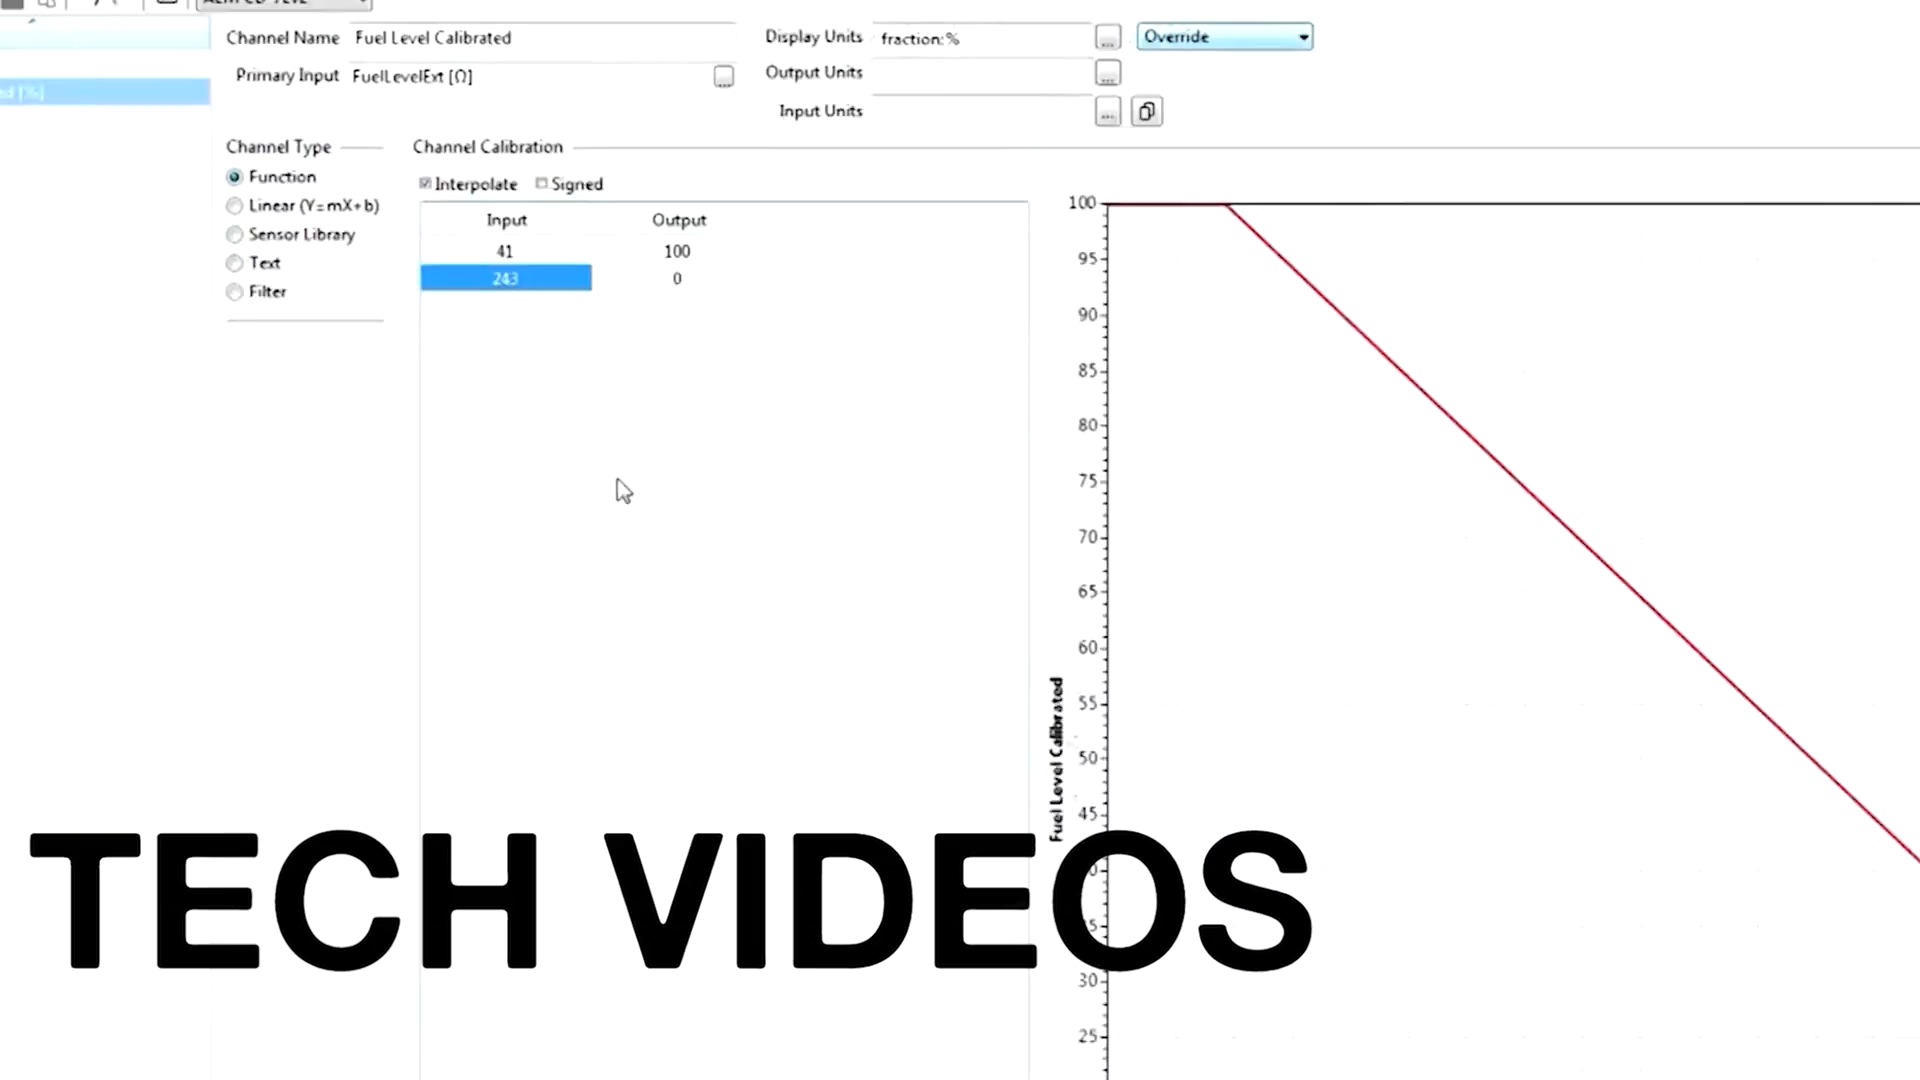 Channel Name Fuel Level Calibrated
Primary Input FuelLevelExt [Ω] ...
Display Units fraction:% ... Override
Output Units ...
Input Units ...
ed [%]
Channel Type
Function
Linear (Y=mX+b)
Sensor Library
Text
Filter
Channel Calibration
Interpolate Signed
Input Output
41 100
243 0
Fuel Level Calibrated
100
95
90
85
80
75
70
65
60
55
50
45
30
25
TECH VIDEOS